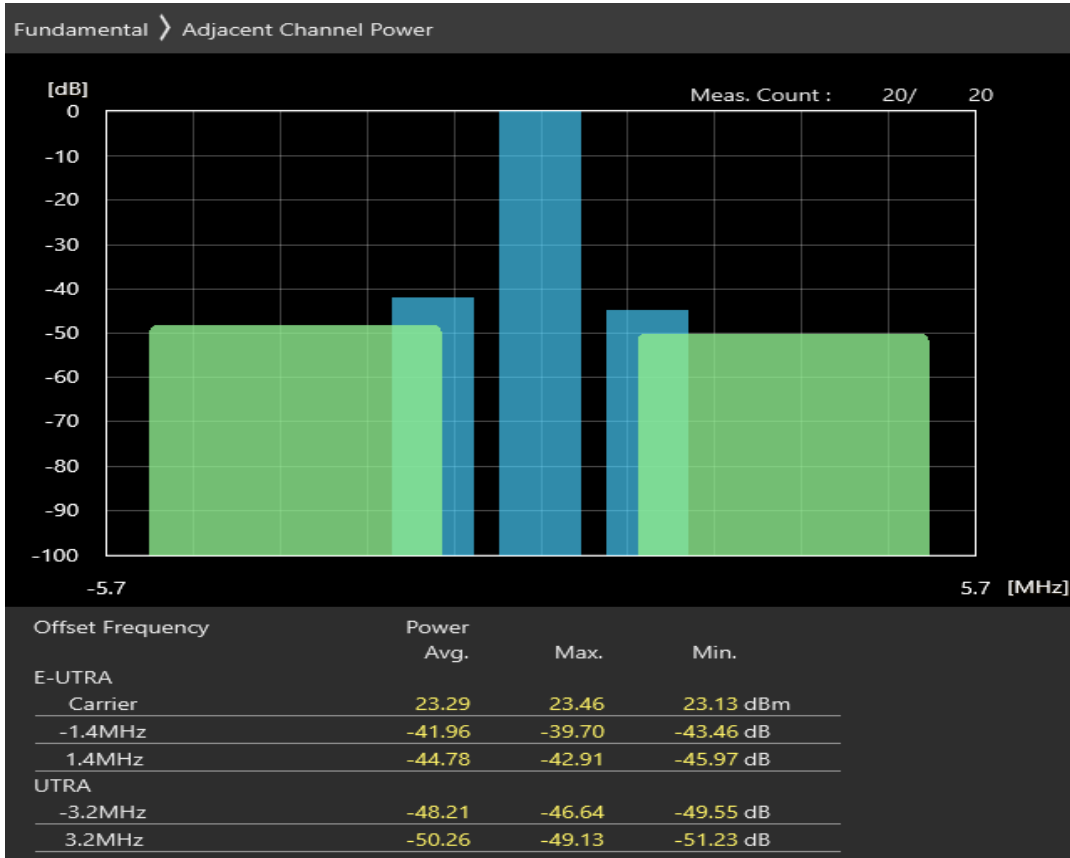 Fundamental 〉 Adjacent Channel Power
[dB]
Meas. Count : 20/ 20
0
-10
-20
-30
-40
-50
-60
-70
-80
-90
-100
-5.7 5.7 [MHz]
Offset Frequency Power
Avg. Max. Min.
E-UTRA
Carrier 23.29 23.46 23.13 dBm
-1.4MHz -41.96 -39.70 -43.46 dB
1.4MHz -44.78 -42.91 -45.97 dB
UTRA
-3.2MHz -48.21 -46.64 -49.55 dB
3.2MHz -50.26 -49.13 -51.23 dB